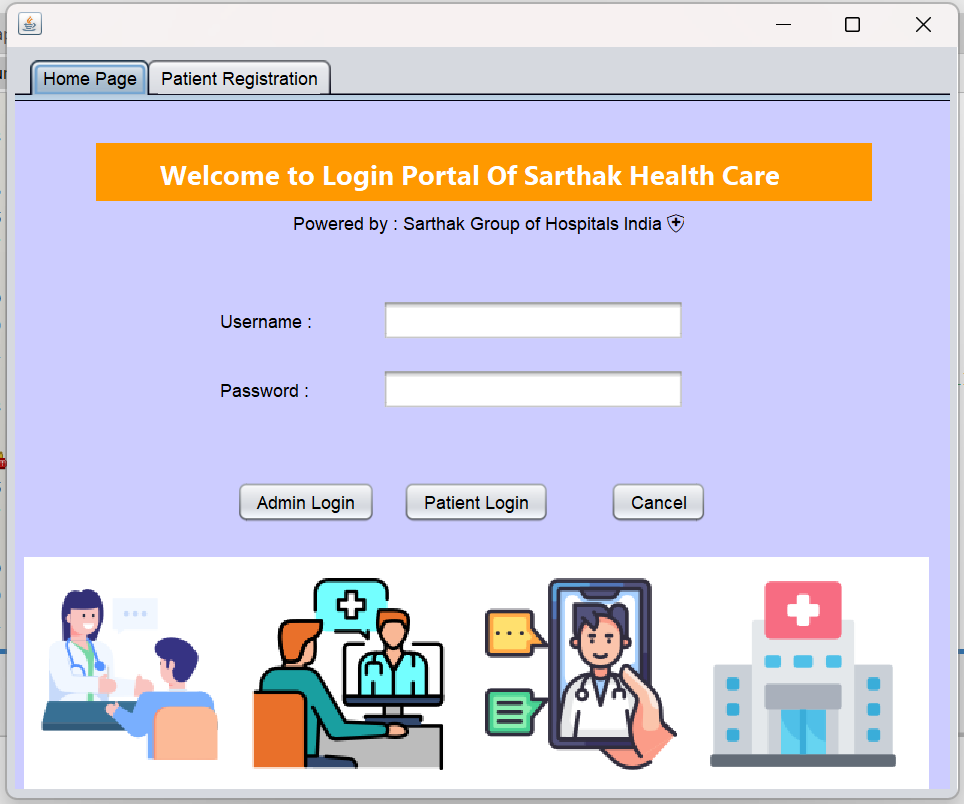 Home Page
Patient Registration
Welcome to Login Portal Of Sarthak Health Care
Powered by : Sarthak Group of Hospitals India
Username :
Password :
Admin Login
Patient Login
Cancel